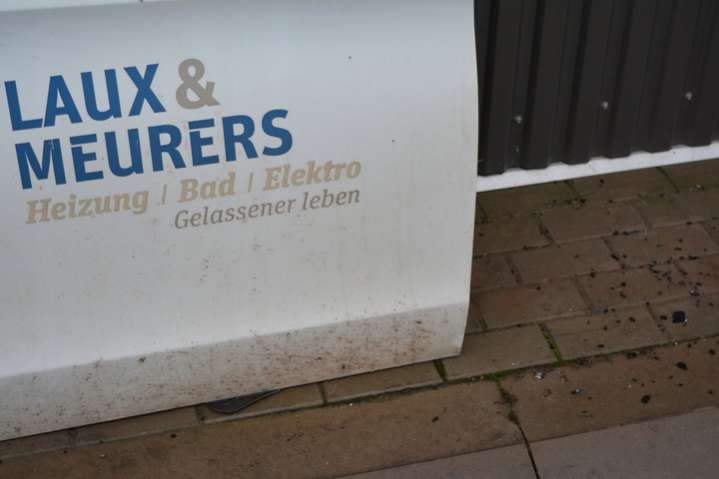 LAUX &
MEURERS
Heizung | Bad | Elektro
Gelassener leben